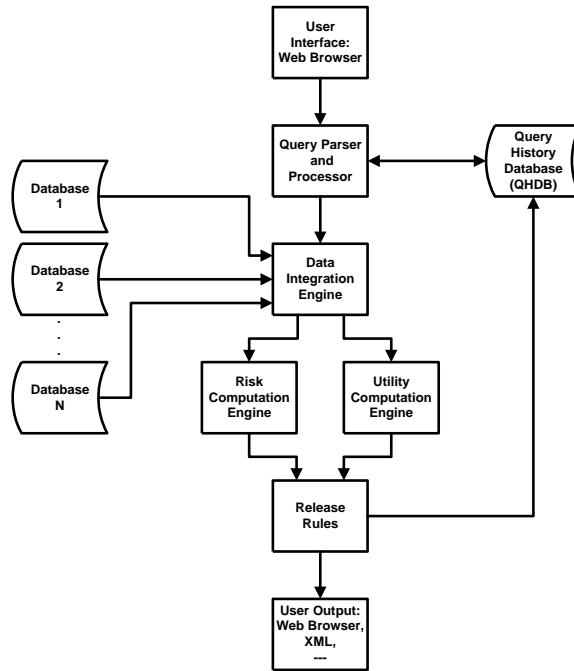 User
Interface:
Web Browser
Query Parser
and
Processor
Query
History
Database
(QHDB)
Database
1
Database
2
.
.
.
Database
N
Data
Integration
Engine
Risk
Computation
Engine
Utility
Computation
Engine
Release
Rules
User Output:
Web Browser,
XML,
---